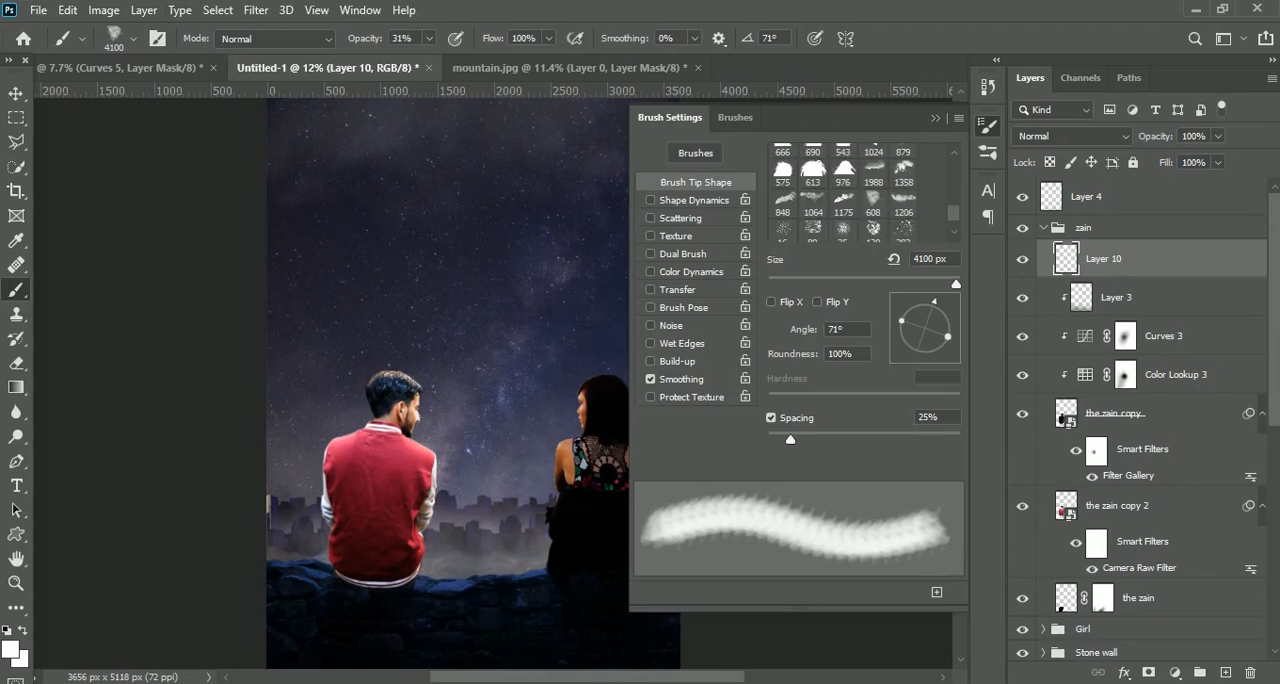 Ps File Edit Image Layer Type Select Filter 3D View Window Help
4100 Mode: Normal Opacity: 31% Flow: 100% Smoothing: 0% 71°
@ 7.7% (Curves 5, Layer Mask/8) * × Untitled-1 @ 12% (Layer 10, RGB/8) * × mountain.jpg @ 11.4% (Layer 0, Layer Mask/8) * ×
2000 1500 1000 500 0 500 1000 1500 2000 2500 3000 3500 4000 4500 5000 5500
Brush Settings Brushes
Brushes
Brush Tip Shape
Shape Dynamics
Scattering
Texture
Dual Brush
Color Dynamics
Transfer
Brush Pose
Noise
Wet Edges
Build-up
Smoothing
Protect Texture
666 690 543 1024 879
575 613 976 1988 1358
848 1064 1175 608 1206
Size 4100 px
Flip X Flip Y
Angle: 71°
Roundness: 100%
Hardness
Spacing 25%
Layers Channels Paths
Kind
Normal Opacity: 100%
Lock: Fill: 100%
Layer 4
zain
Layer 10
Layer 3
Curves 3
Color Lookup 3
the zain copy
Smart Filters
Filter Gallery
the zain copy 2
Smart Filters
Camera Raw Filter
the zain
Girl
Stone wall
3656 px x 5118 px (72 ppi)